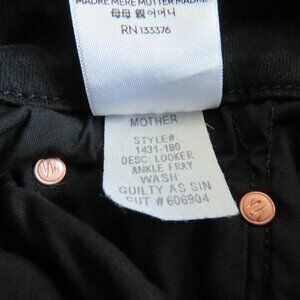 MADRE MERE MUTTER MADRE
母母 親 어머니
RN 133376
MOTHER
STYLE#
1431-180
DESC LOOKER
ANKLE FRAY
WASH:
GUILTY AS SIN
CUT # 606904